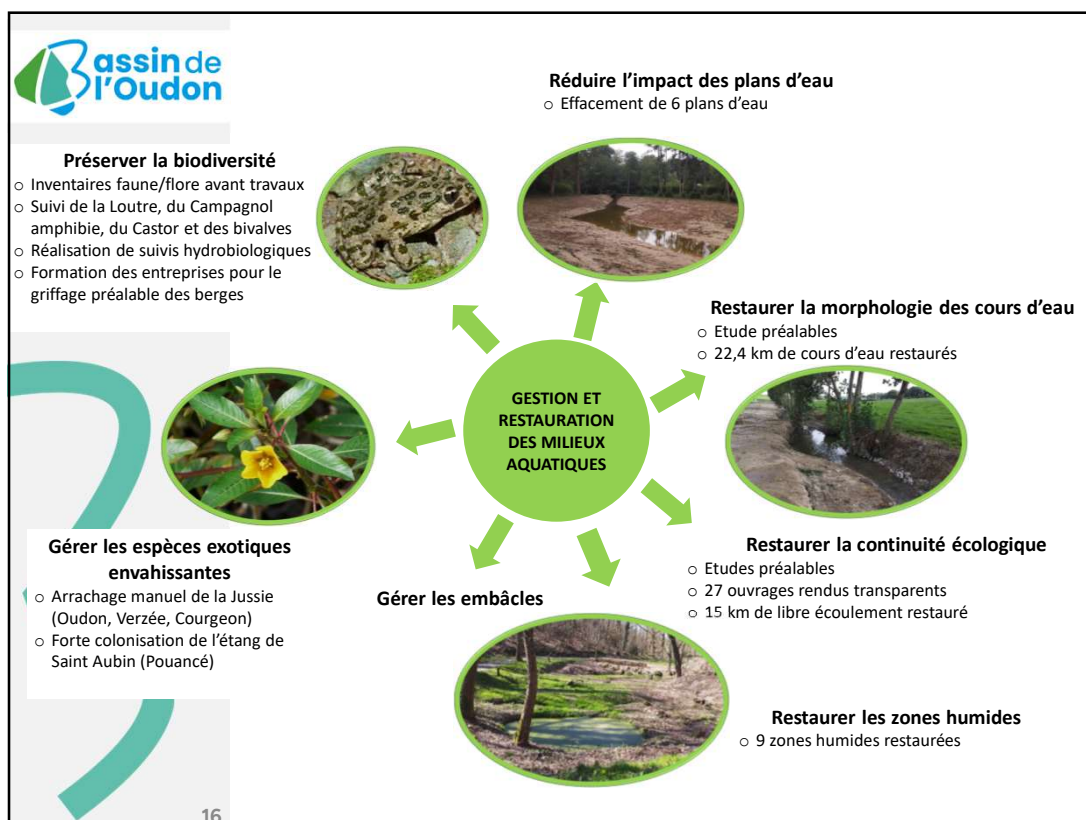 Bassin de
l'Oudon
Réduire l'impact des plans d'eau
o Effacement de 6 plans d'eau
Préserver la biodiversité
o Inventaires faune/flore avant travaux
o Suivi de la Loutre, du Campagnol
amphibie, du Castor et des bivalves
o Réalisation de suivis hydrobiologiques
o Formation des entreprises pour le
griffage préalable des berges
Restaurer la morphologie des cours d'eau
o Etude préalables
o 22,4 km de cours d'eau restaurés
GESTION ET
RESTAURATION
DES MILIEUX
AQUATIQUES
Gérer les espèces exotiques
envahissantes
o Arrachage manuel de la Jussie
(Oudon, Verzée, Courgeon)
o Forte colonisation de l'étang de
Saint Aubin (Pouancé)
Gérer les embâcles
Restaurer la continuité écologique
o Etudes préalables
o 27 ouvrages rendus transparents
o 15 km de libre écoulement restauré
Restaurer les zones humides
o 9 zones humides restaurées
16